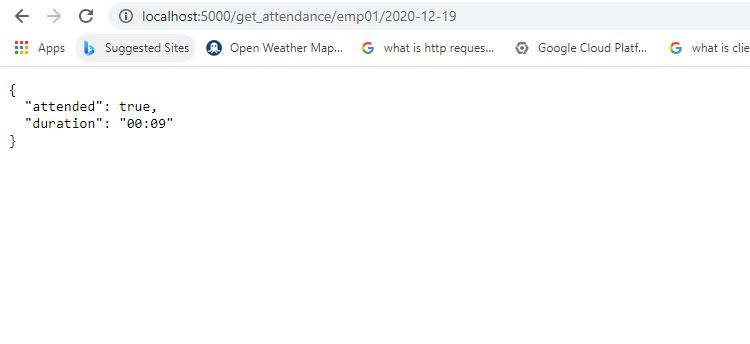 localhost:5000/get_attendance/emp01/2020-12-19
Apps Suggested Sites Open Weather Map... what is http reques... Google Cloud Platf... what is clie
{
  "attended": true,
  "duration": "00:09"
}